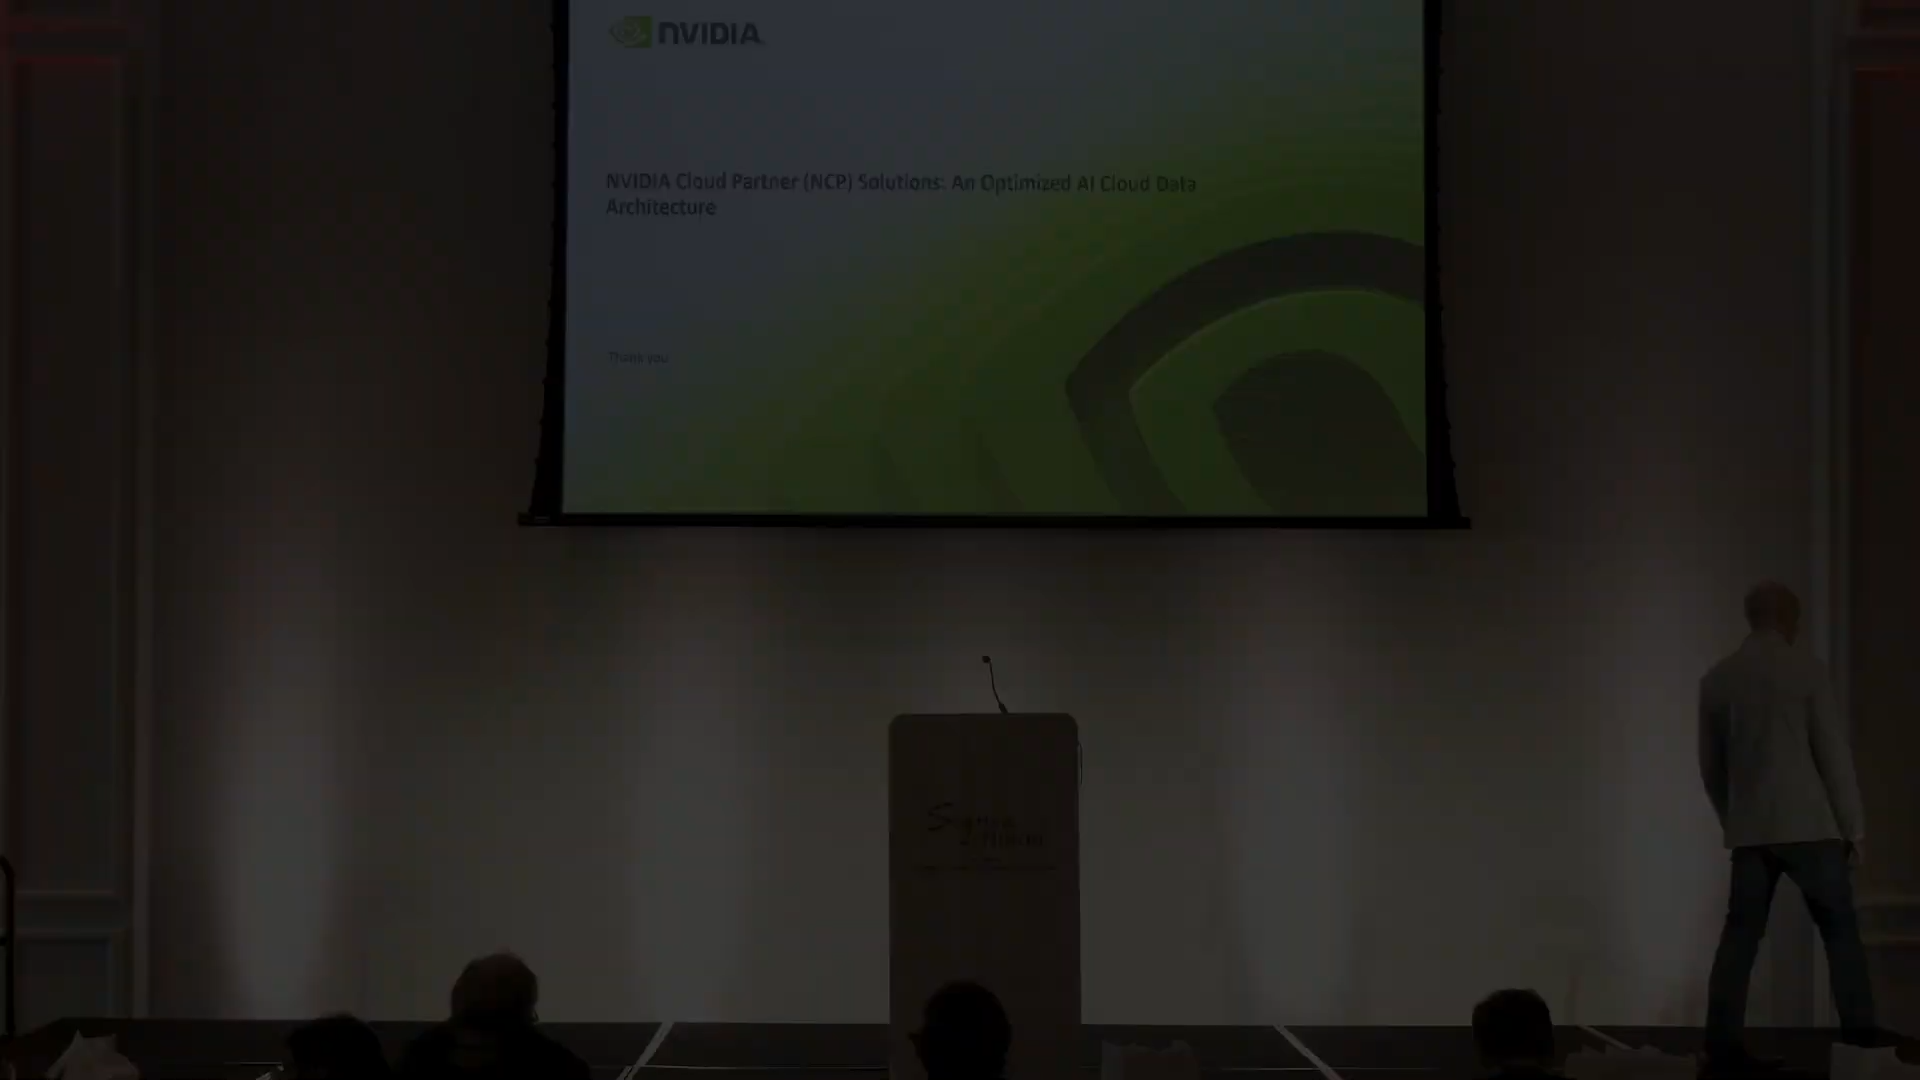 NVIDIA
NVIDIA Cloud Partner (NCP) Solutions: An Optimized AI Cloud Data
Architecture
Thank you